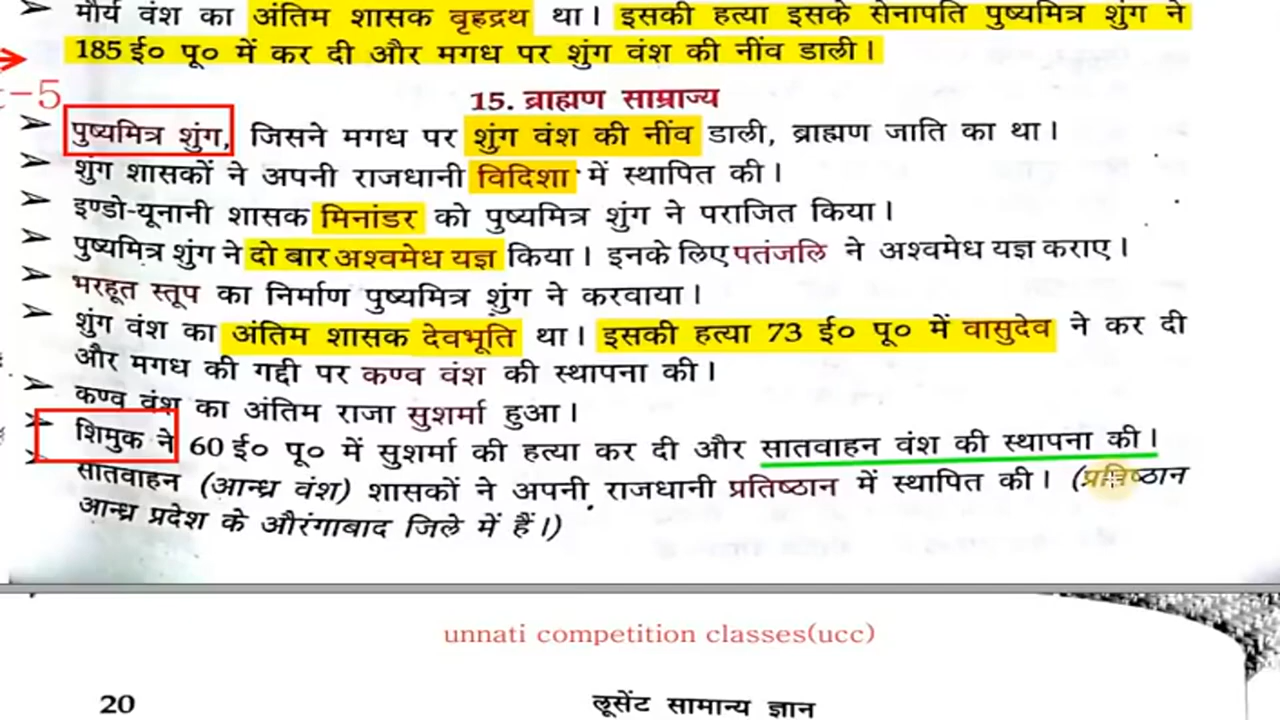 ➤ मौर्य वंश का अंतिम शासक बृहद्रथ था। इसकी हत्या इसके सेनापति पुष्यमित्र शुंग ने
185 ई० पू० में कर दी और मगध पर शुंग वंश की नींव डाली।
-5
15. ब्राह्मण साम्राज्य
➤ पुष्यमित्र शुंग, जिसने मगध पर शुंग वंश की नींव डाली, ब्राह्मण जाति का था।
➤ शुंग शासकों ने अपनी राजधानी विदिशा में स्थापित की।
➤ इण्डो-यूनानी शासक मिनांडर को पुष्यमित्र शुंग ने पराजित किया।
➤ पुष्यमित्र शुंग ने दो बार अश्वमेध यज्ञ किया। इनके लिए पतंजलि ने अश्वमेध यज्ञ कराए।
➤ भरहूत स्तूप का निर्माण पुष्यमित्र शुंग ने करवाया।
➤ शुंग वंश का अंतिम शासक देवभूति था। इसकी हत्या 73 ई० पू० में वासुदेव ने कर दी
और मगध की गद्दी पर कण्व वंश की स्थापना की।
➤ कण्व वंश का अंतिम राजा सुशर्मा हुआ।
➤ शिमुक ने 60 ई० पू० में सुशर्मा की हत्या कर दी और सातवाहन वंश की स्थापना की।
➤ सातवाहन (आन्ध्र वंश) शासकों ने अपनी राजधानी प्रतिष्ठान में स्थापित की। (प्रतिष्ठान
आन्ध्र प्रदेश के औरंगाबाद जिले में हैं।)
unnati competition classes(ucc)
20 लूसेंट सामान्य ज्ञान